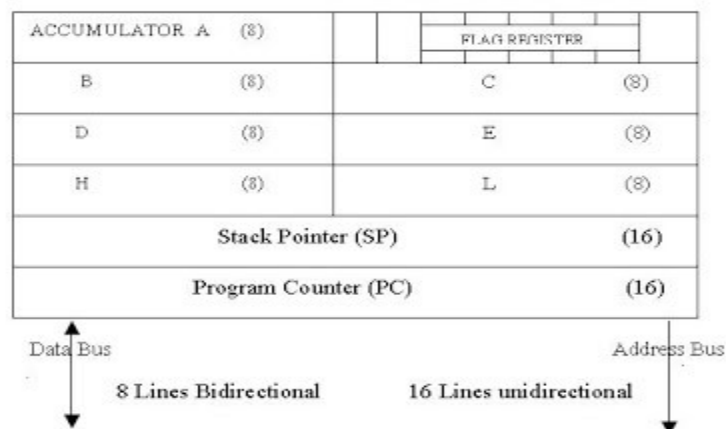 ACCUMULATOR A (8) FLAG REGISTER
B (8) C (8)
D (8) E (8)
H (8) L (8)
Stack Pointer (SP) (16)
Program Counter (PC) (16)
Data Bus Address Bus
8 Lines Bidirectional 16 Lines unidirectional